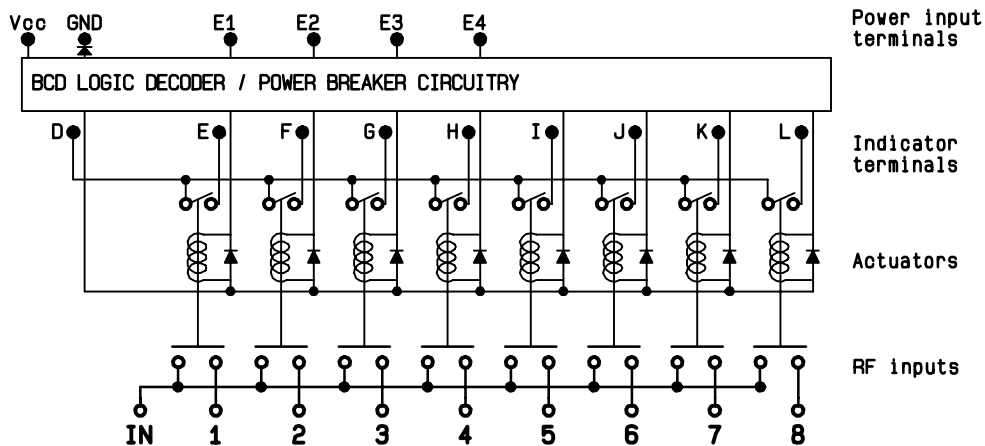 Vcc GND E1 E2 E3 E4 Power input
terminals
BCD LOGIC DECODER / POWER BREAKER CIRCUITRY
D E F G H I J K L Indicator
terminals
Actuators
RF inputs
IN 1 2 3 4 5 6 7 8